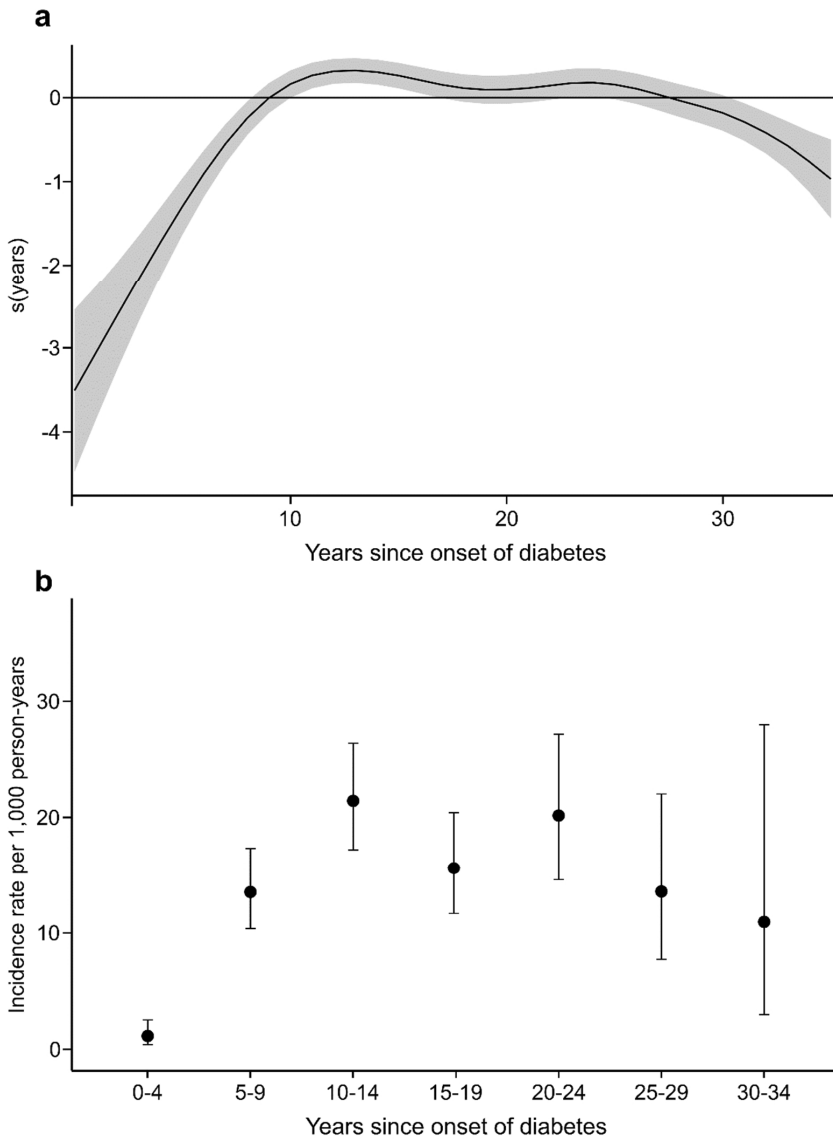 a
0
-1
-2
-3
-4
s(years)
10 20 30
Years since onset of diabetes
b
30
20
10
0
Incidence rate per 1,000 person-years
0-4 5-9 10-14 15-19 20-24 25-29 30-34
Years since onset of diabetes